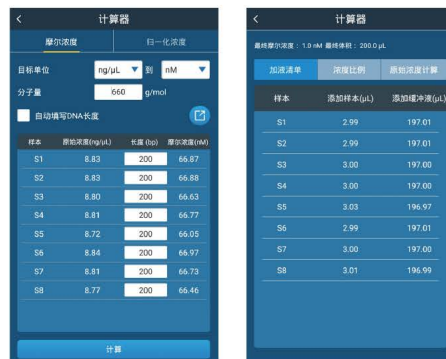 计算器
摩尔浓度 归一化浓度
目标单位 ng/μL 到 nM
分子量 660 g/mol
自动填写DNA长度
样本 原始浓度(ng/μL) 长度 (bp) 摩尔浓度(nM)
S1 8.83 200 66.87
S2 8.83 200 66.88
S3 8.80 200 66.63
S4 8.81 200 66.77
S5 8.72 200 66.05
S6 8.84 200 66.97
S7 8.81 200 66.73
S8 8.77 200 66.46
计算
计算器
最终摩尔浓度：1.0 nM 最终体积：200.0 μL
加液清单 浓度比例 原始浓度计算
样本 添加样本(μL) 添加缓冲液(μL)
S1 2.99 197.01
S2 2.99 197.01
S3 3.00 197.00
S4 3.00 197.00
S5 3.03 196.97
S6 2.99 197.01
S7 3.00 197.00
S8 3.01 196.99